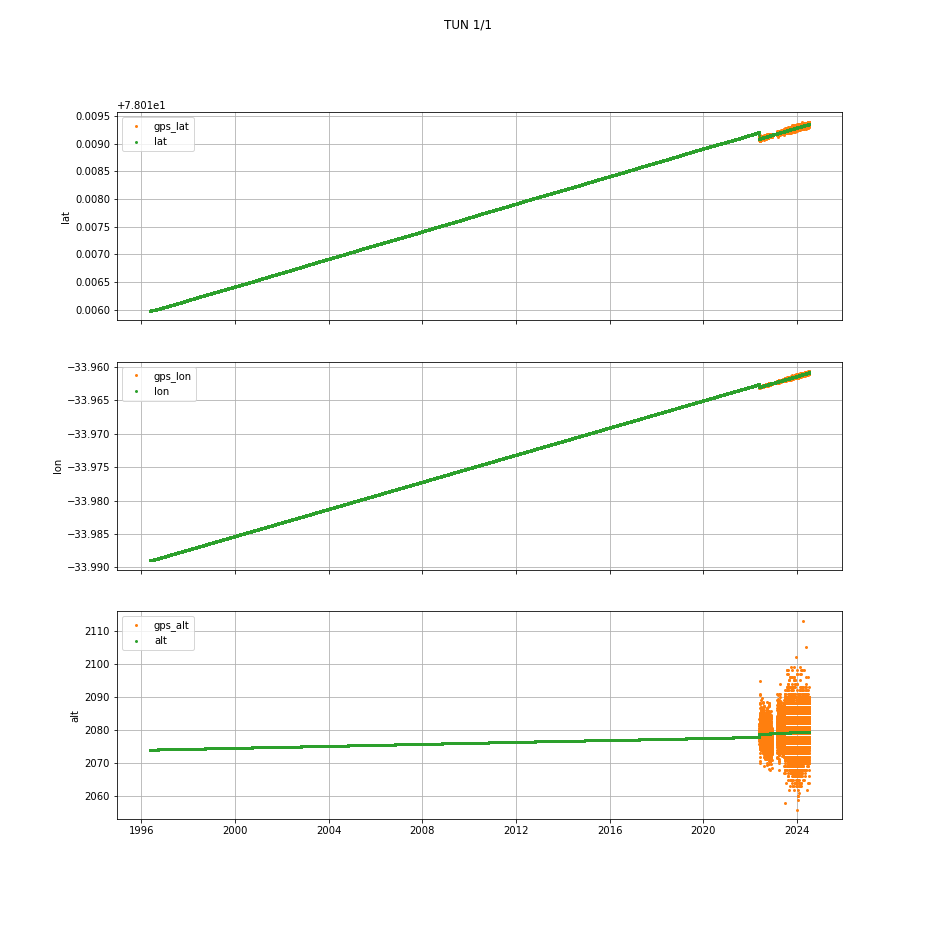 TUN 1/1
+7.801e1
0.0095
0.0090
0.0085
0.0080
0.0075
0.0070
0.0065
0.0060
lat
gps_lat
lat
−33.960
−33.965
−33.970
−33.975
−33.980
−33.985
−33.990
lon
gps_lon
lon
2110
2100
2090
2080
2070
2060
alt
gps_alt
alt
1996 2000 2004 2008 2012 2016 2020 2024